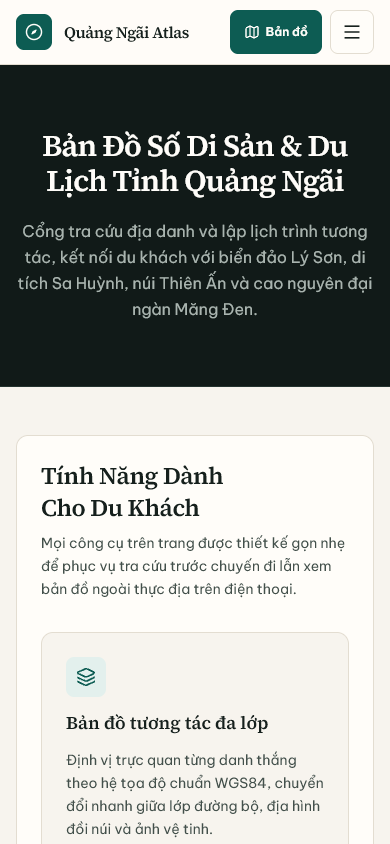 Quảng Ngãi Atlas
Bản đồ
Bản Đồ Số Di Sản & Du
Lịch Tỉnh Quảng Ngãi
Cổng tra cứu địa danh và lập lịch trình tương
tác, kết nối du khách với biển đảo Lý Sơn, di
tích Sa Huỳnh, núi Thiên Ấn và cao nguyên đại
ngàn Măng Đen.
Tính Năng Dành
Cho Du Khách
Mọi công cụ trên trang được thiết kế gọn nhẹ
để phục vụ tra cứu trước chuyến đi lẫn xem
bản đồ ngoài thực địa trên điện thoại.
Bản đồ tương tác đa lớp
Định vị trực quan từng danh thắng
theo hệ tọa độ chuẩn WGS84, chuyển
đổi nhanh giữa lớp đường bộ, địa hình
đồi núi và ảnh vệ tinh.